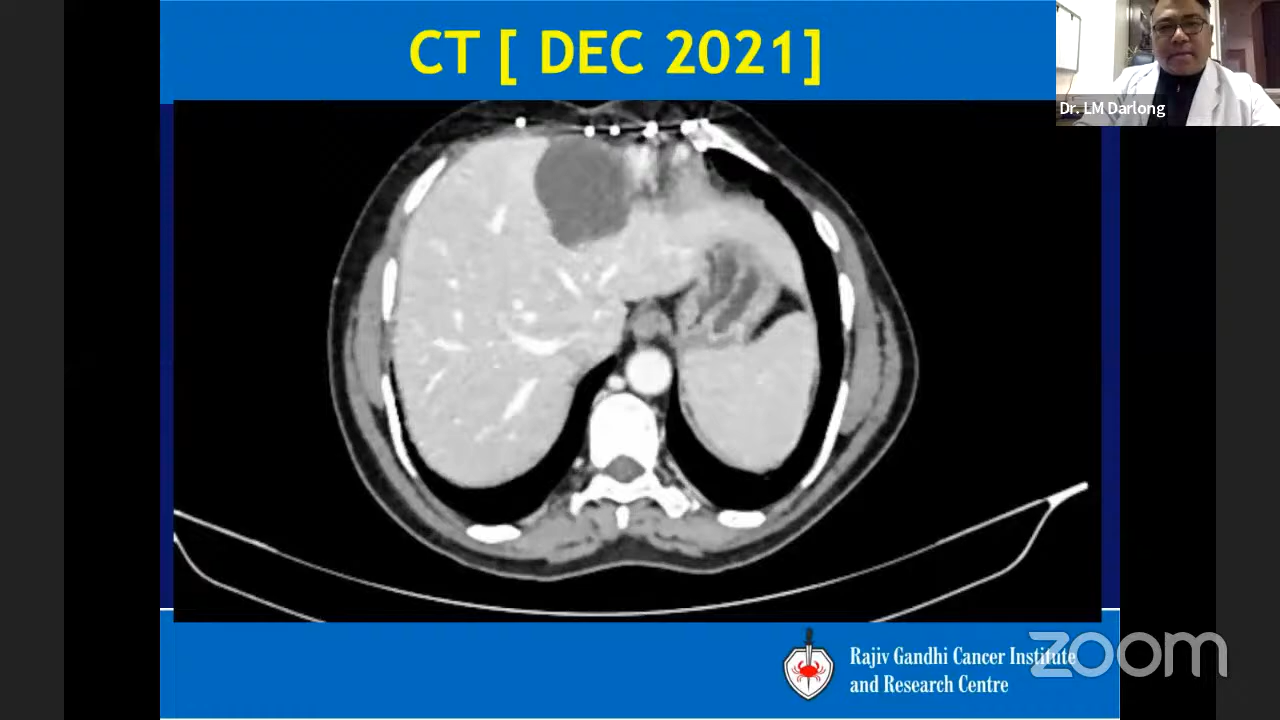 CT [ DEC 2021]
Dr. LM Darlong
Rajiv Gandhi Cancer Institute
and Research Centre
zoom